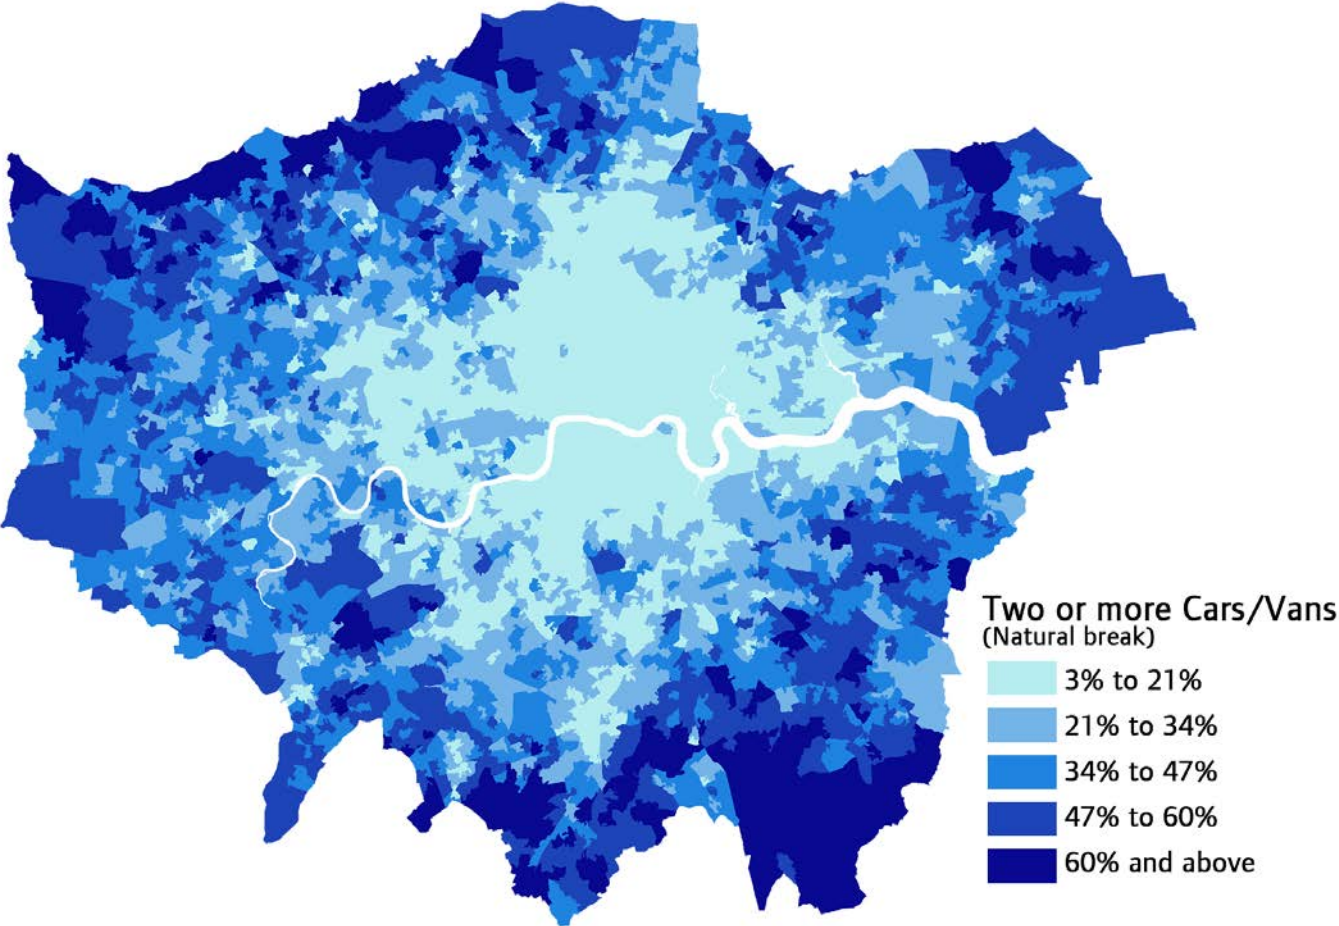 Two or more Cars/Vans
(Natural break)
3% to 21%
21% to 34%
34% to 47%
47% to 60%
60% and above